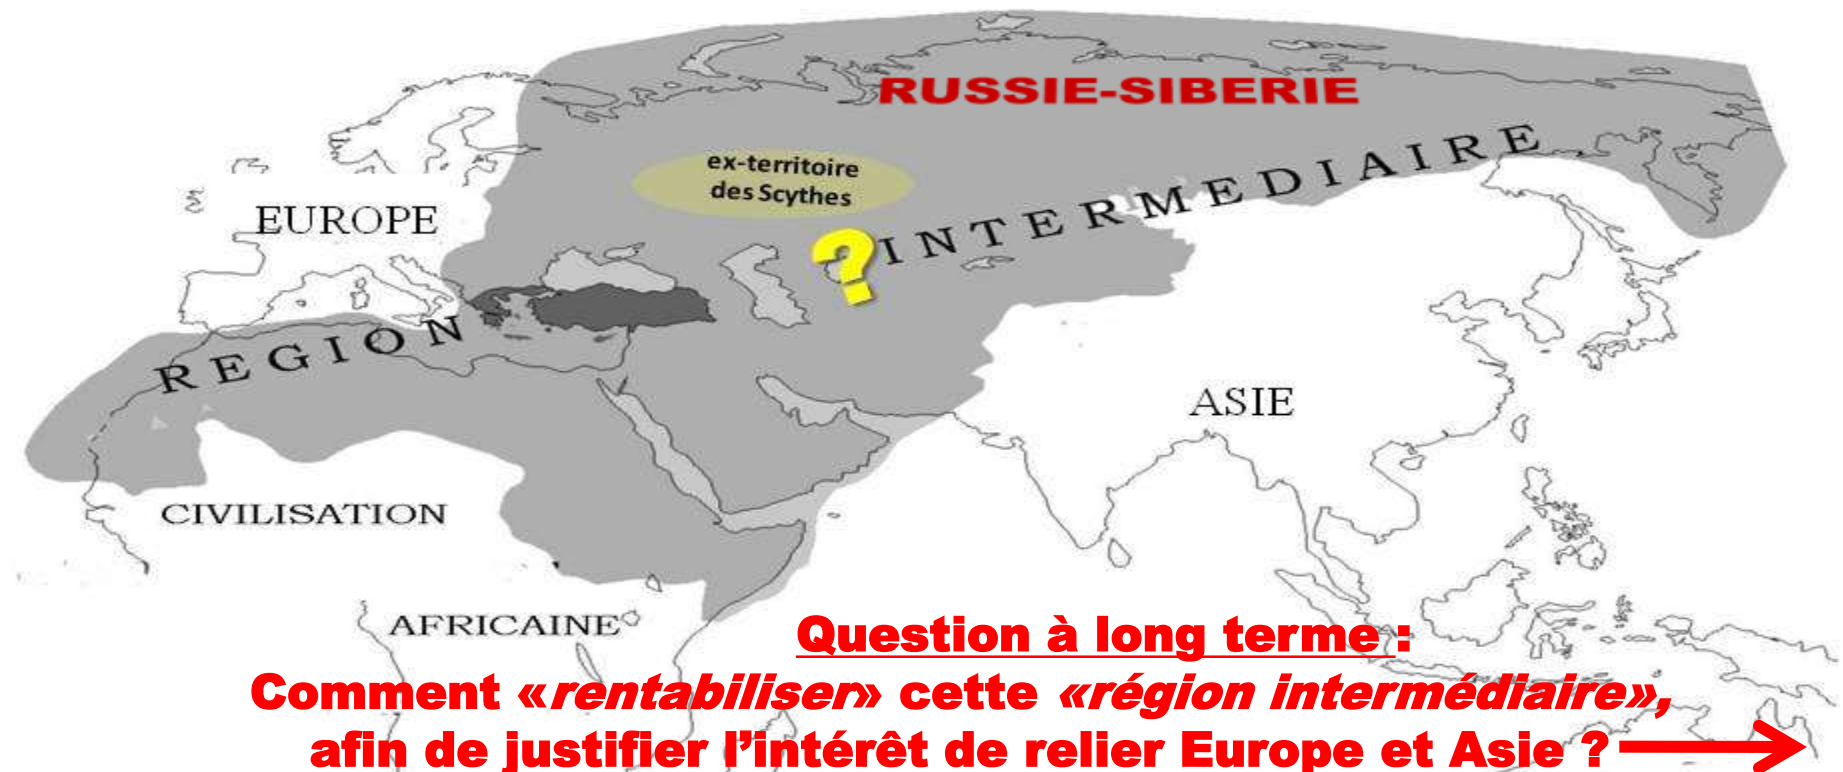 RUSSIE-SIBERIE
ex-territoire
des Scythes
EUROPE
?
REGION INTERMEDIAIRE
ASIE
CIVILISATION
AFRICAINE
Question à long terme :
Comment «rentabiliser» cette «région intermédiaire»,
afin de justifier l’intérêt de relier Europe et Asie ?